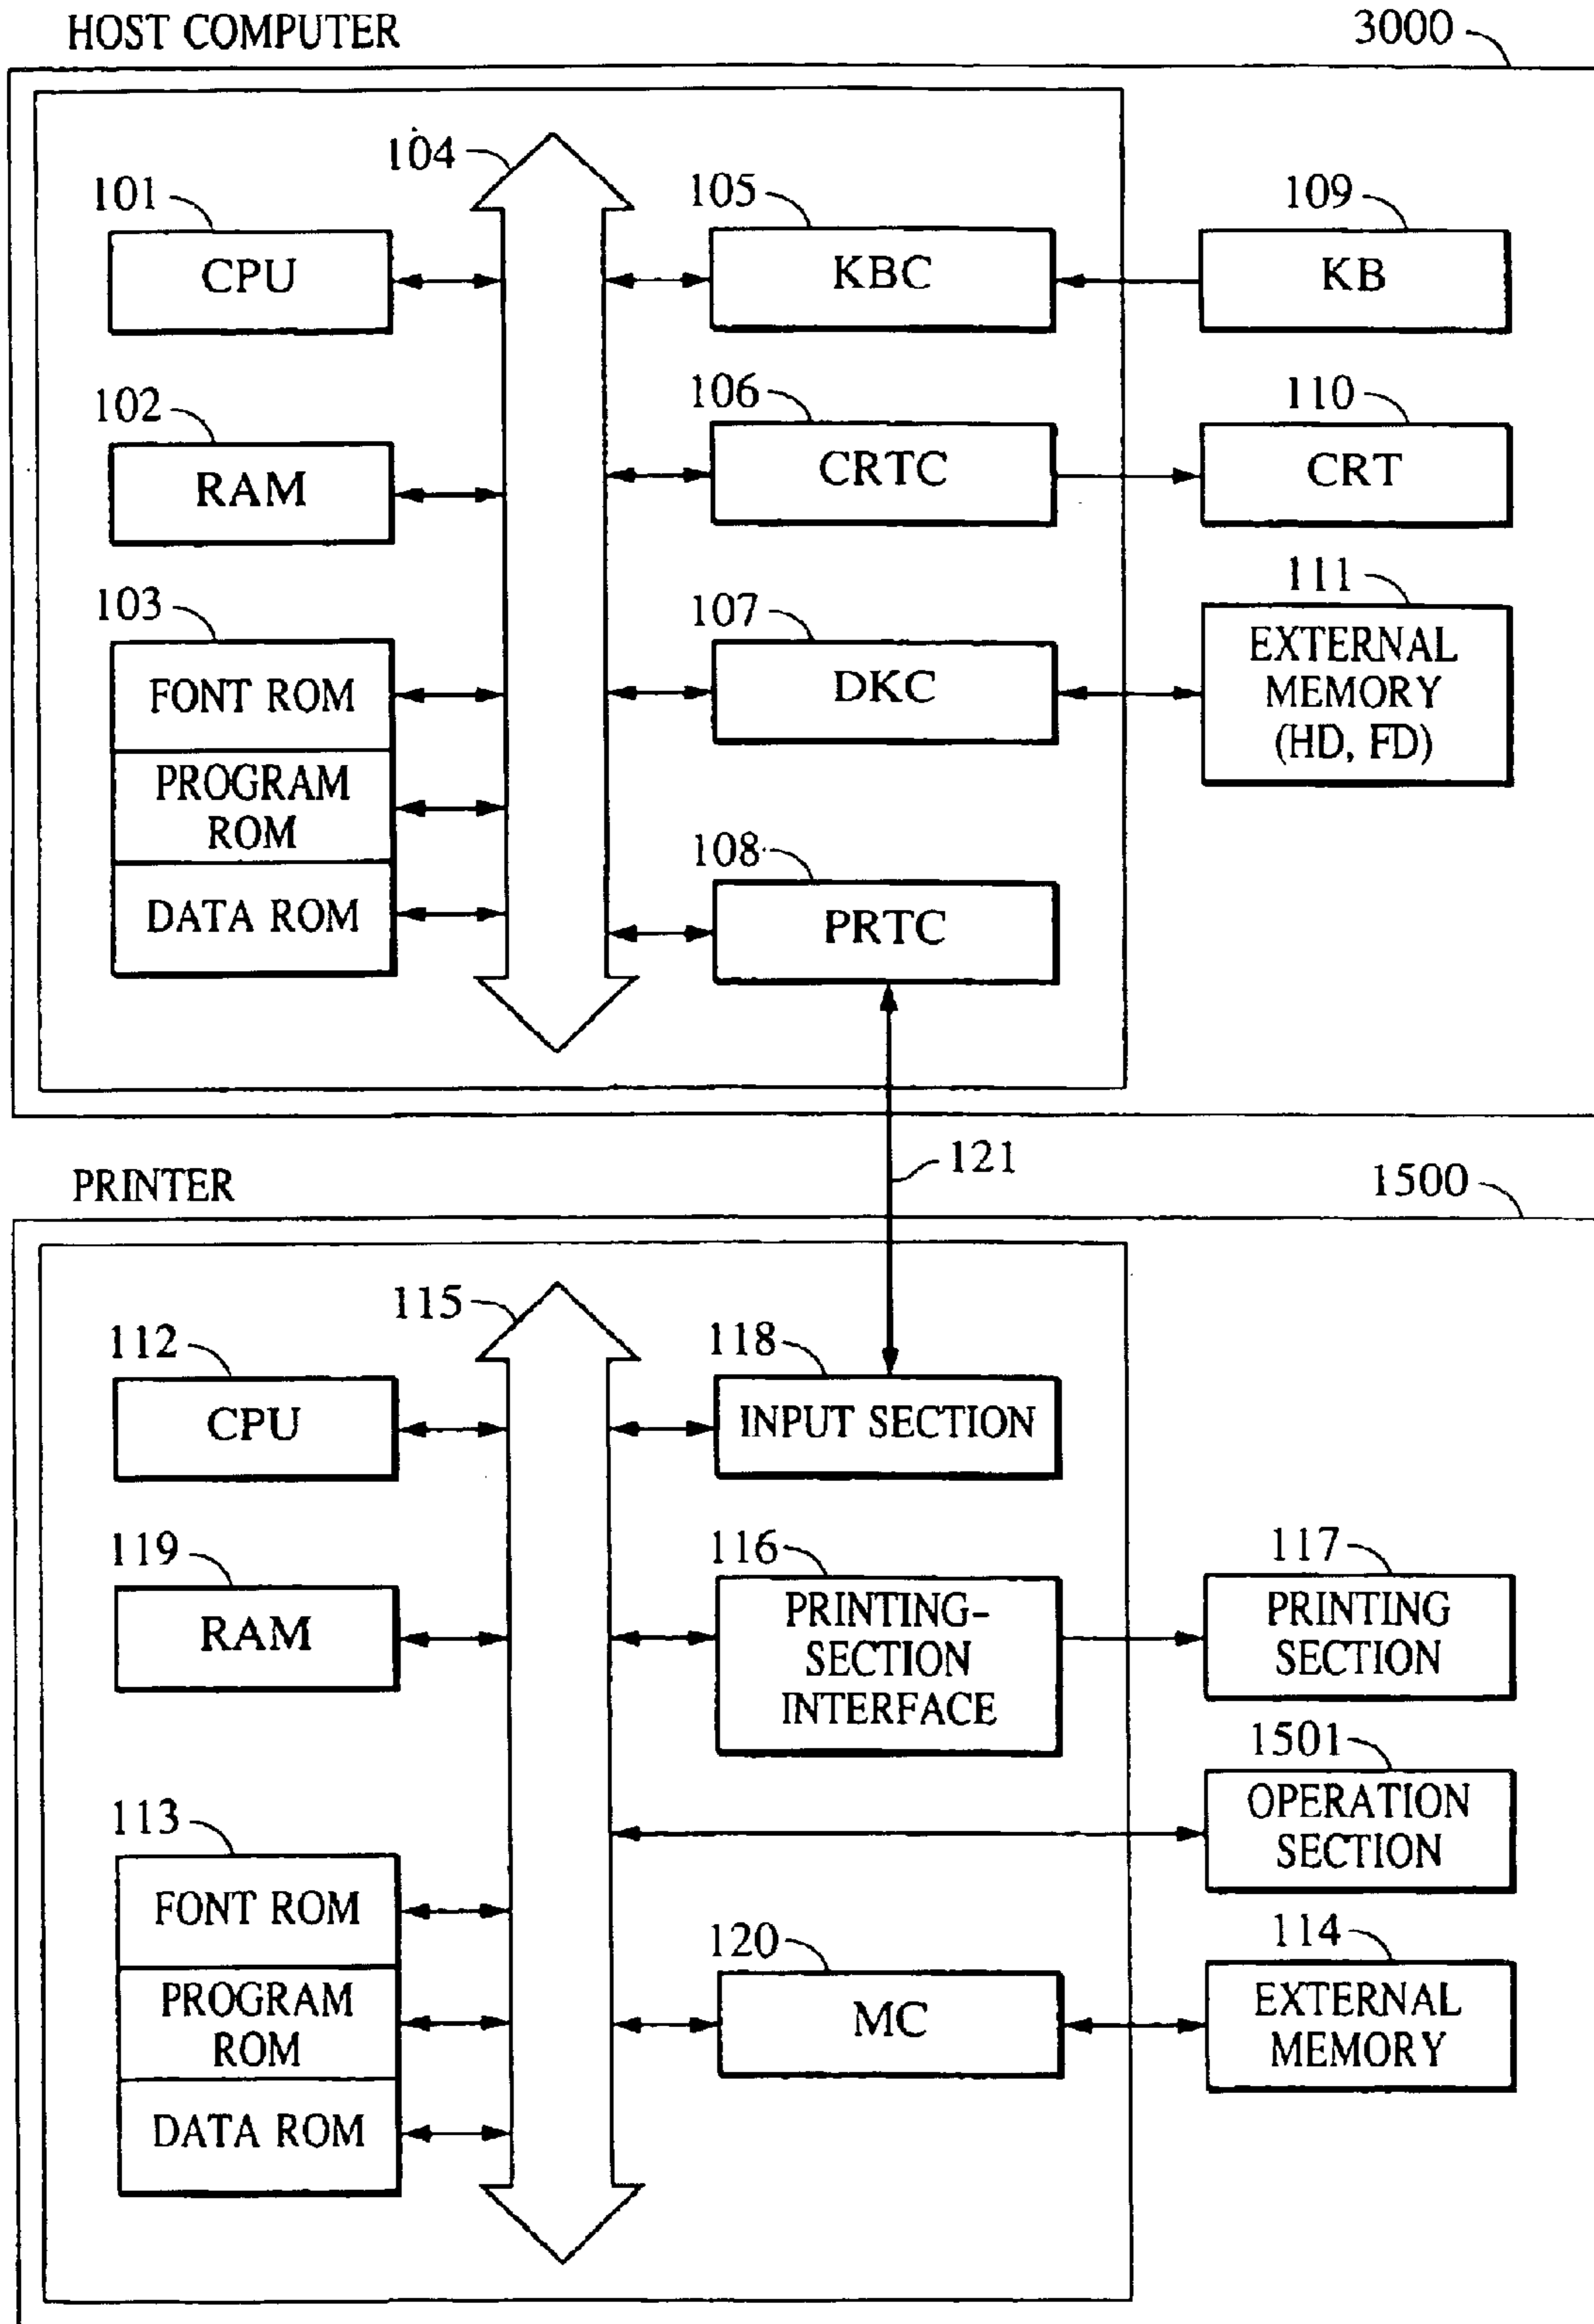 HOST COMPUTER
3000
104
101
CPU
105
KBC
109
KB
102
RAM
106
CRTC
110
CRT
103
FONT ROM
PROGRAM
ROM
DATA ROM
107
DKC
111
EXTERNAL
MEMORY
(HD, FD)
108
PRTC
121
PRINTER
1500
115
112
CPU
118
INPUT SECTION
119
RAM
116
PRINTING-
SECTION
INTERFACE
117
PRINTING
SECTION
1501
OPERATION
SECTION
113
FONT ROM
PROGRAM
ROM
DATA ROM
120
MC
114
EXTERNAL
MEMORY